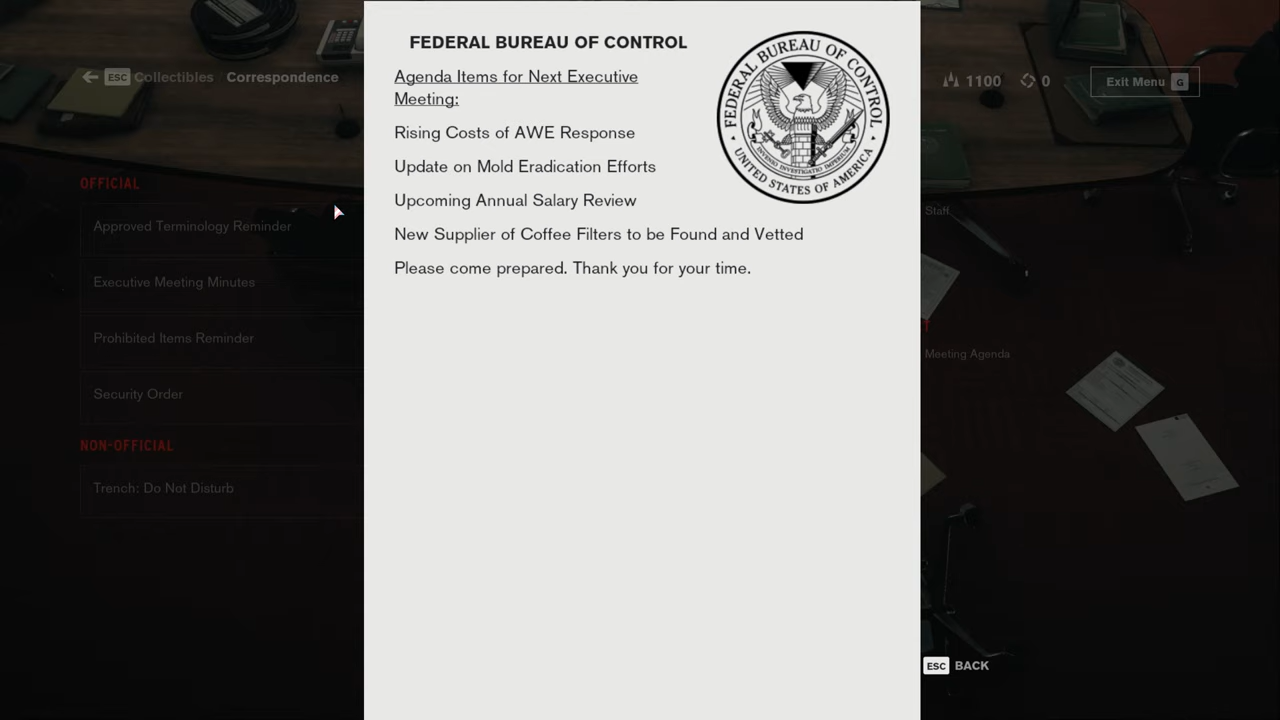 FEDERAL BUREAU OF CONTROL
Agenda Items for Next Executive
Meeting:
Rising Costs of AWE Response
Update on Mold Eradication Efforts
Upcoming Annual Salary Review
New Supplier of Coffee Filters to be Found and Vetted
Please come prepared. Thank you for your time.
FEDERAL BUREAU OF CONTROL
INVENIO INVESTIGATIO IMPERIUM
• UNITED STATES OF AMERICA •
ESC Collectibles / Correspondence
1100 0 Exit Menu G
OFFICIAL
Approved Terminology Reminder
Executive Meeting Minutes
Prohibited Items Reminder
Security Order
NON-OFFICIAL
Trench: Do Not Disturb
Staff
Meeting Agenda
ESC BACK